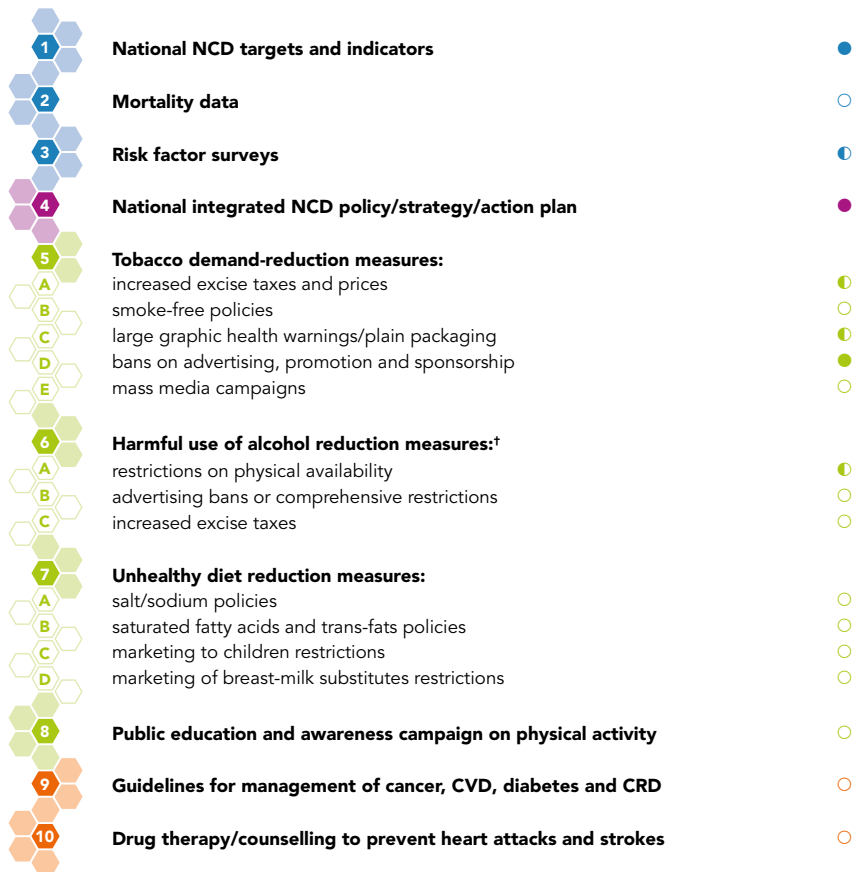 1 National NCD targets and indicators
2 Mortality data
3 Risk factor surveys
4 National integrated NCD policy/strategy/action plan
5 Tobacco demand-reduction measures:
A increased excise taxes and prices
B smoke-free policies
C large graphic health warnings/plain packaging
D bans on advertising, promotion and sponsorship
E mass media campaigns
6 Harmful use of alcohol reduction measures:†
A restrictions on physical availability
B advertising bans or comprehensive restrictions
C increased excise taxes
7 Unhealthy diet reduction measures:
A salt/sodium policies
B saturated fatty acids and trans-fats policies
C marketing to children restrictions
D marketing of breast-milk substitutes restrictions
8 Public education and awareness campaign on physical activity
9 Guidelines for management of cancer, CVD, diabetes and CRD
10 Drug therapy/counselling to prevent heart attacks and strokes